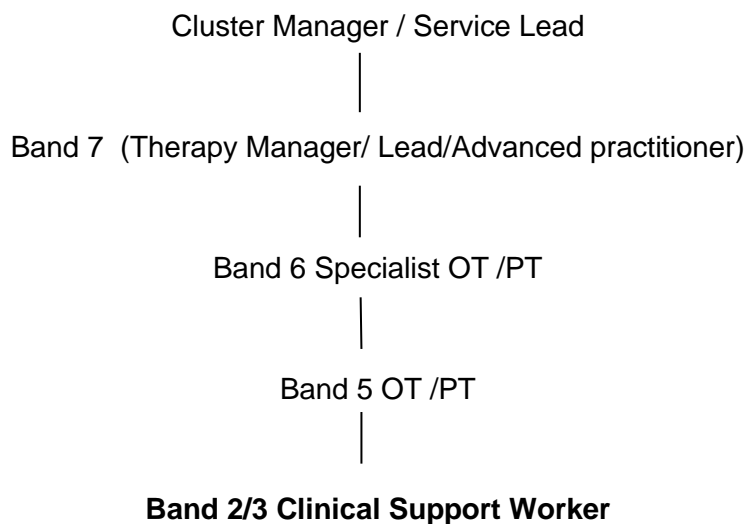 Cluster Manager / Service Lead
Band 7  (Therapy Manager/ Lead/Advanced practitioner)
Band 6 Specialist OT /PT
Band 5 OT /PT
Band 2/3 Clinical Support Worker